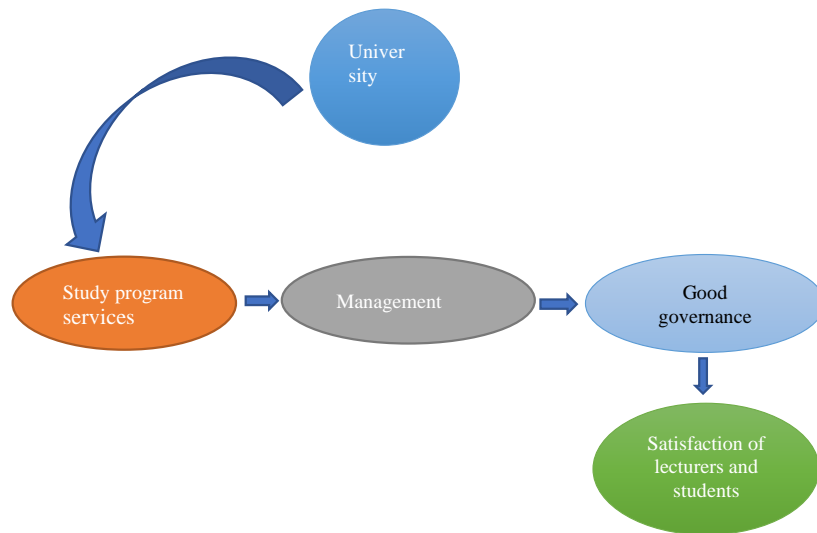 Univer
sity
Study program
services
Management
Good
governance
Satisfaction of
lecturers and
students